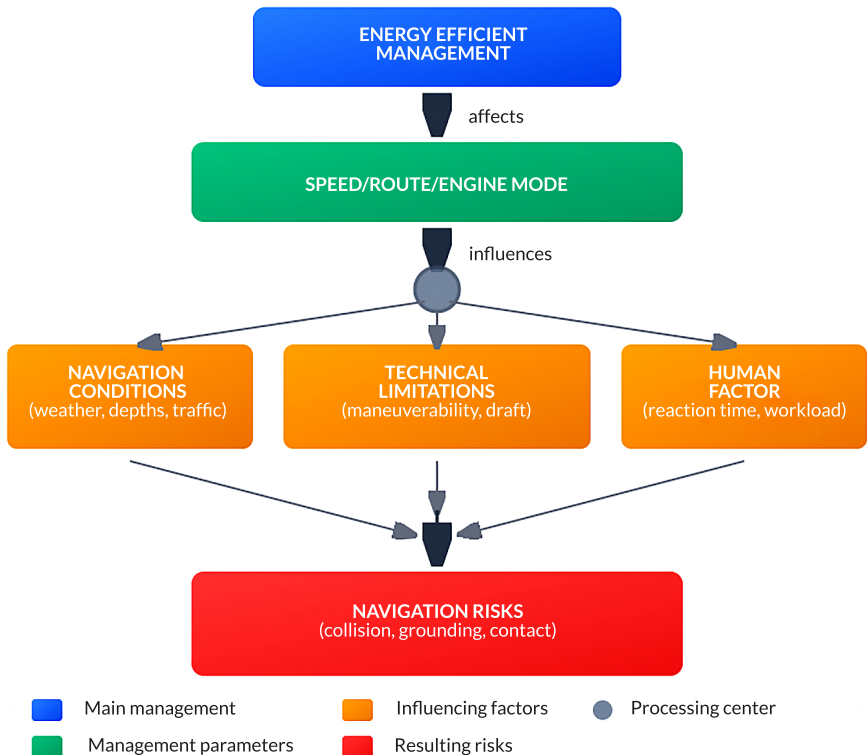 ENERGY EFFICIENT
MANAGEMENT
affects
SPEED/ROUTE/ENGINE MODE
influences
NAVIGATION
CONDITIONS
(weather, depths, traffic)
TECHNICAL
LIMITATIONS
(maneuverability, draft)
HUMAN
FACTOR
(reaction time, workload)
NAVIGATION RISKS
(collision, grounding, contact)
Main management
Influencing factors
Processing center
Management parameters
Resulting risks